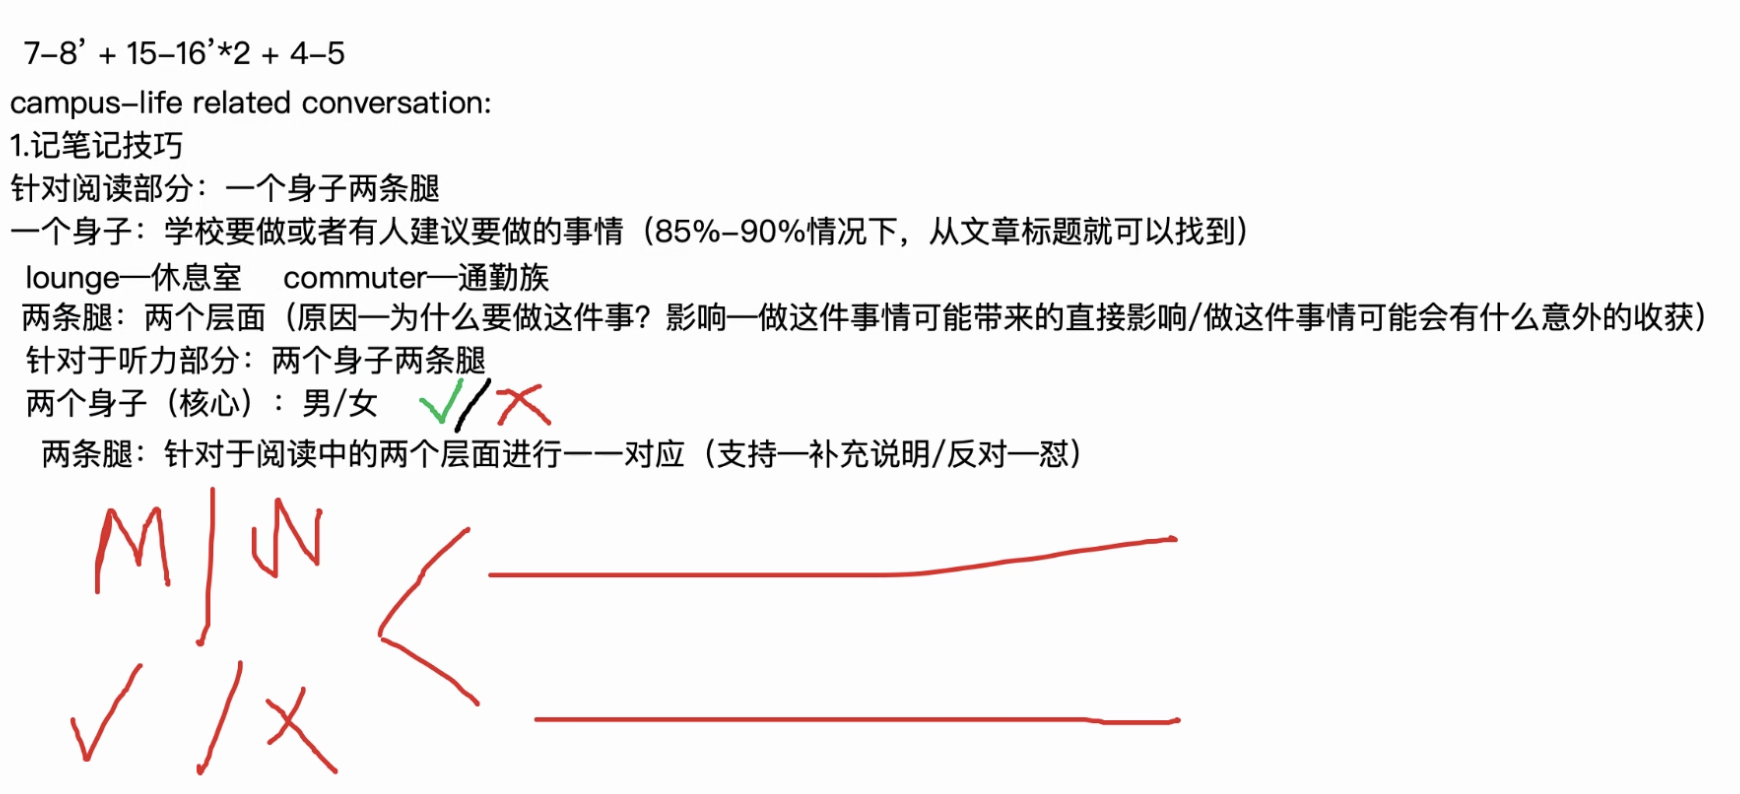 7–8’ + 15–16’*2 + 4–5
campus–life related conversation:
1.记笔记技巧
针对阅读部分：一个身子两条腿
一个身子：学校要做或者有人建议要做的事情（85%–90%情况下，从文章标题就可以找到）
lounge—休息室 commuter—通勤族
两条腿：两个层面（原因—为什么要做这件事？影响—做这件事情可能带来的直接影响/做这件事情可能会有什么意外的收获）
针对于听力部分：两个身子两条腿
两个身子（核心）：男/女 ✓/✗
两条腿：针对于阅读中的两个层面进行一一对应（支持—补充说明/反对—怼）
M|W
✓/✗